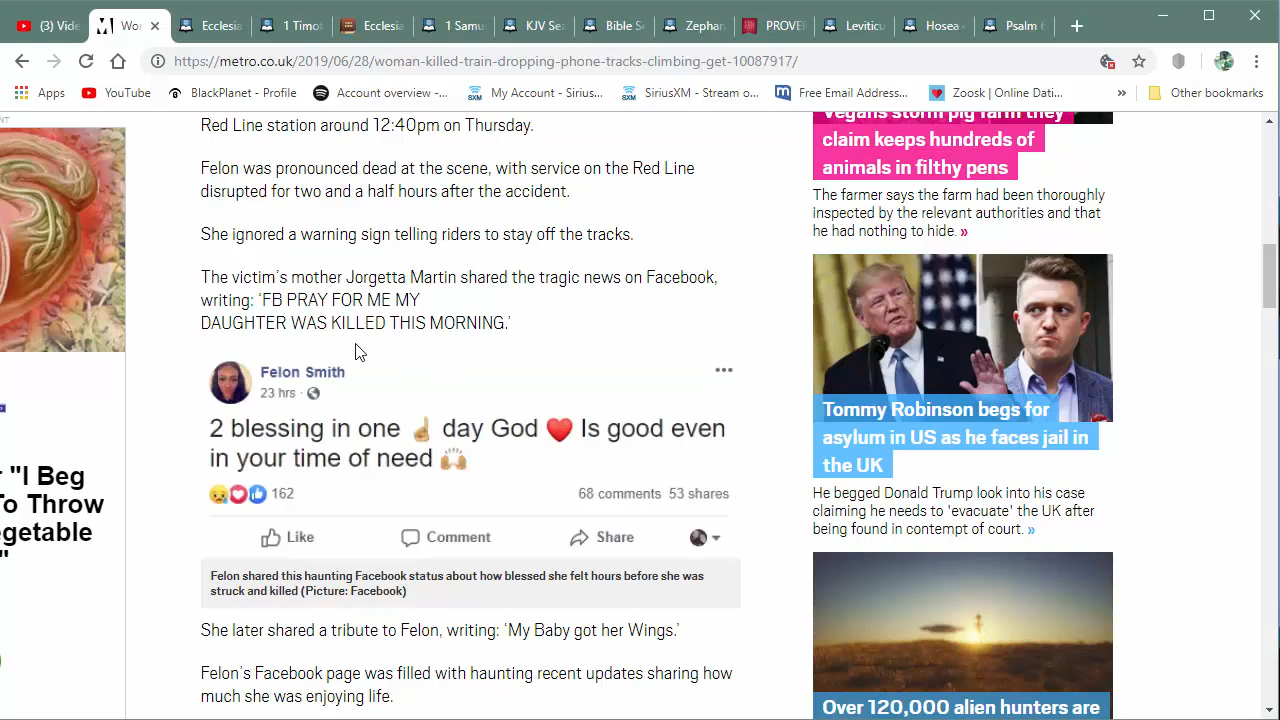 (3) Vide
Wor
Ecclesia
1 Timot
Ecclesia
1 Samu
KJV Sea
Bible Se
Zephan
PROVE
Leviticu
Hosea 4
Psalm 6
https://metro.co.uk/2019/06/28/woman-killed-train-dropping-phone-tracks-climbing-get-10087917/
Apps
YouTube
BlackPlanet - Profile
Account overview -...
My Account - Sirius...
SiriusXM - Stream o...
Free Email Address...
Zoosk | Online Dati...
»
Other bookmarks
NT
Red Line station around 12:40pm on Thursday.
Felon was pronounced dead at the scene, with service on the Red Line
disrupted for two and a half hours after the accident.
She ignored a warning sign telling riders to stay off the tracks.
The victim's mother Jorgetta Martin shared the tragic news on Facebook,
writing: 'FB PRAY FOR ME MY
DAUGHTER WAS KILLED THIS MORNING.'
Felon Smith
23 hrs ·
2 blessing in one ☝ day God ❤ Is good even
in your time of need 🙌
162
68 comments 53 shares
Like
Comment
Share
Felon shared this haunting Facebook status about how blessed she felt hours before she was
struck and killed (Picture: Facebook)
She later shared a tribute to Felon, writing: 'My Baby got her Wings.'
Felon's Facebook page was filled with haunting recent updates sharing how
much she was enjoying life.
r "I Beg
To Throw
egetable
"
Vegans storm pig farm they
claim keeps hundreds of
animals in filthy pens
The farmer says the farm had been thoroughly
inspected by the relevant authorities and that
he had nothing to hide. »
Tommy Robinson begs for
asylum in US as he faces jail in
the UK
He begged Donald Trump look into his case
claiming he needs to 'evacuate' the UK after
being found in contempt of court. »
Over 120,000 alien hunters are